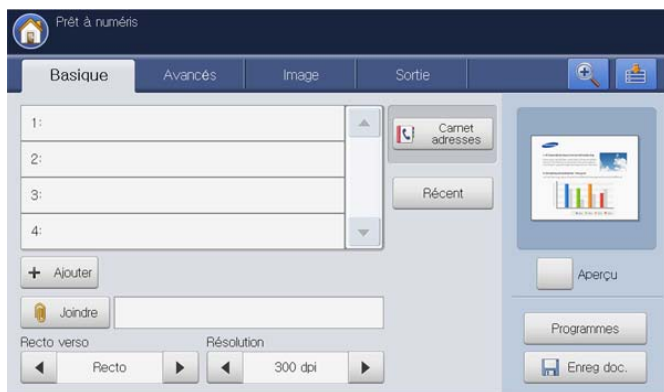 Prêt à numéris
Basique
Avancés
Image
Sortie
1:
2:
3:
4:
Carnet
adresses
Récent
+ Ajouter
Aperçu
Joindre
Recto verso
Résolution
Recto
300 dpi
Programmes
Enreg doc.